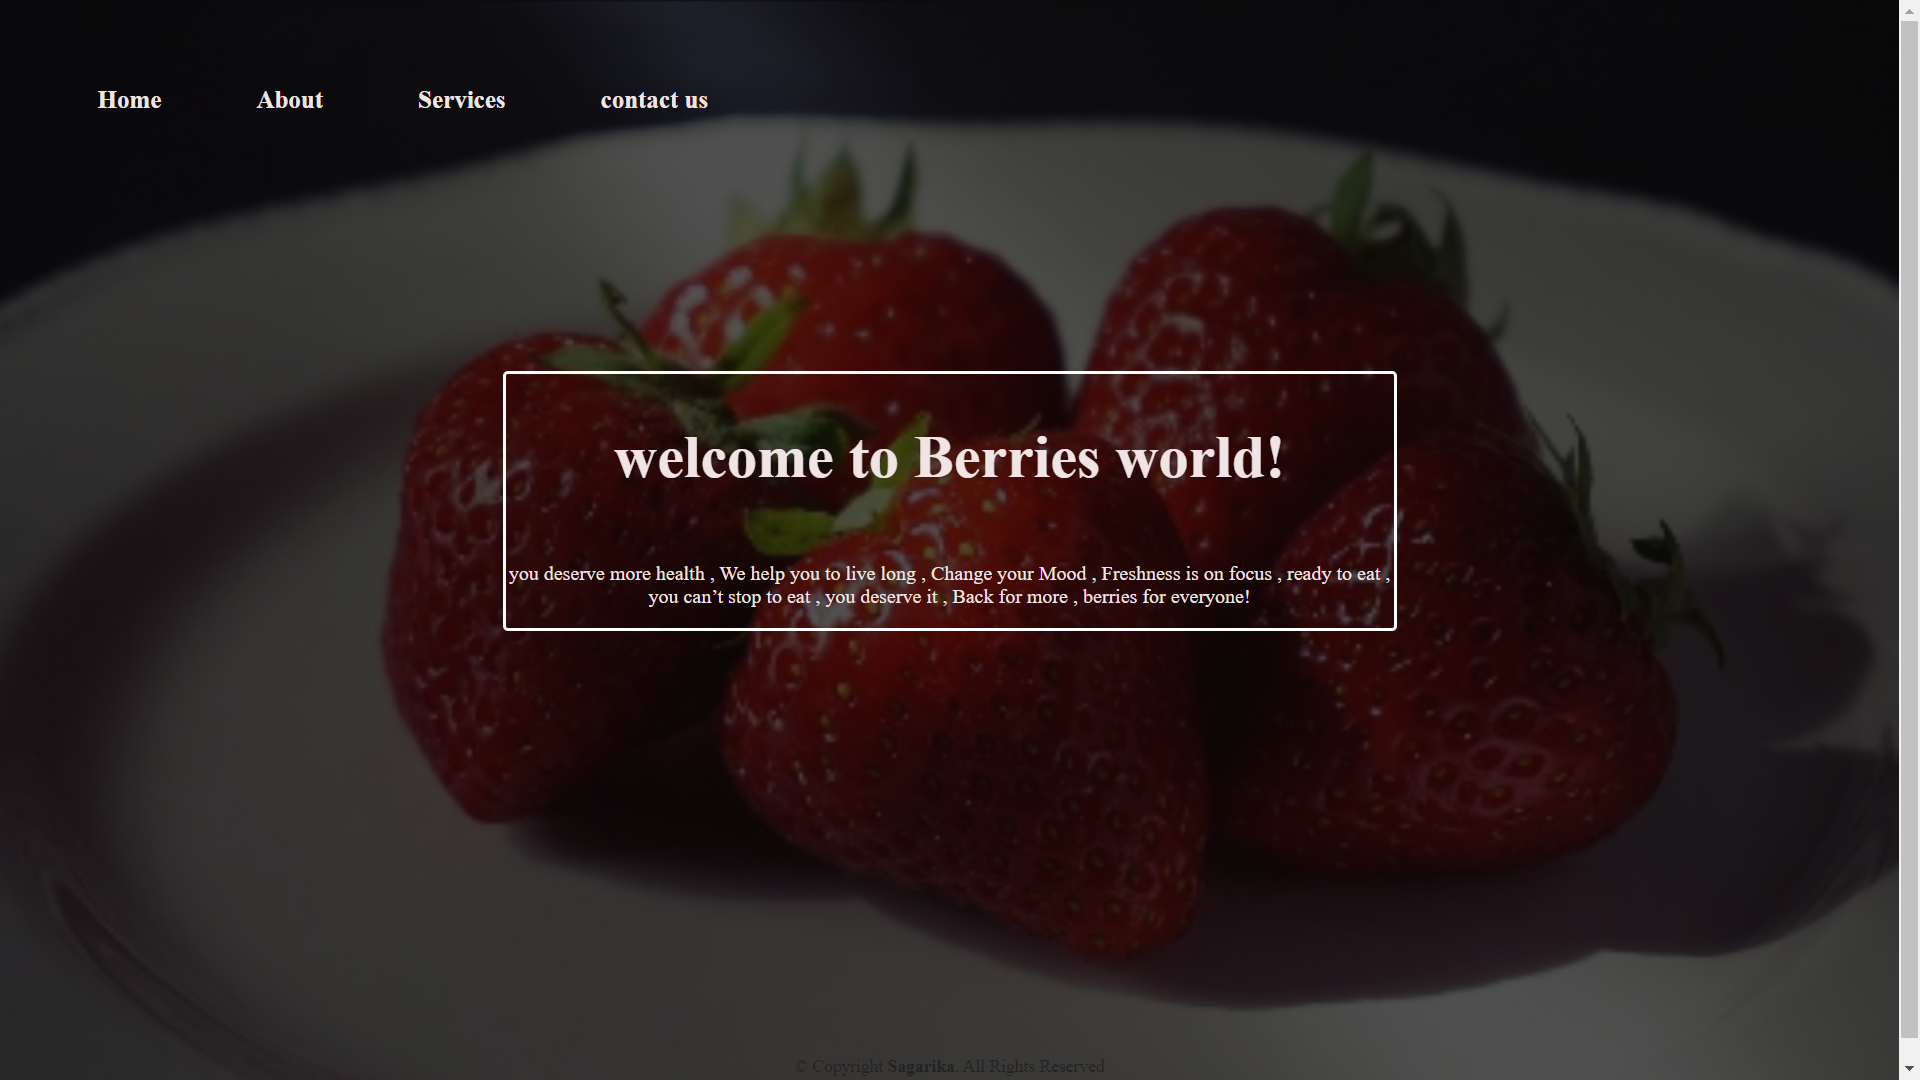 Home About Services contact us
welcome to Berries world!
you deserve more health , We help you to live long , Change your Mood , Freshness is on focus , ready to eat ,
you can’t stop to eat , you deserve it , Back for more , berries for everyone!
© Copyright Sagarika. All Rights Reserved